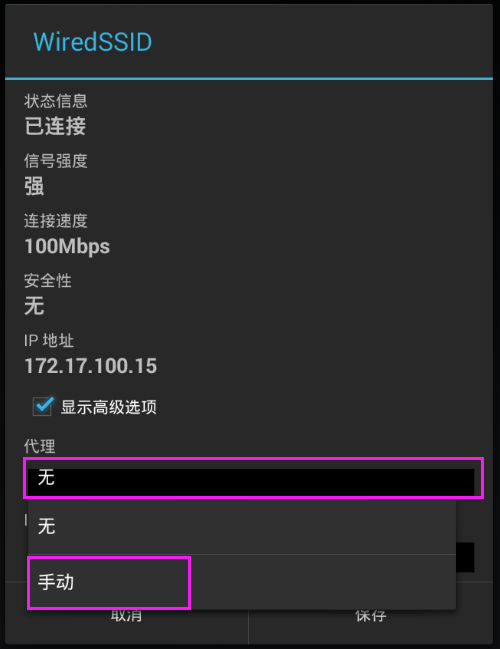 WiredSSID
状态信息
已连接
信号强度
强
连接速度
100Mbps
安全性
无
IP 地址
172.17.100.15
显示高级选项
代理
无
无
手动
取消
保存